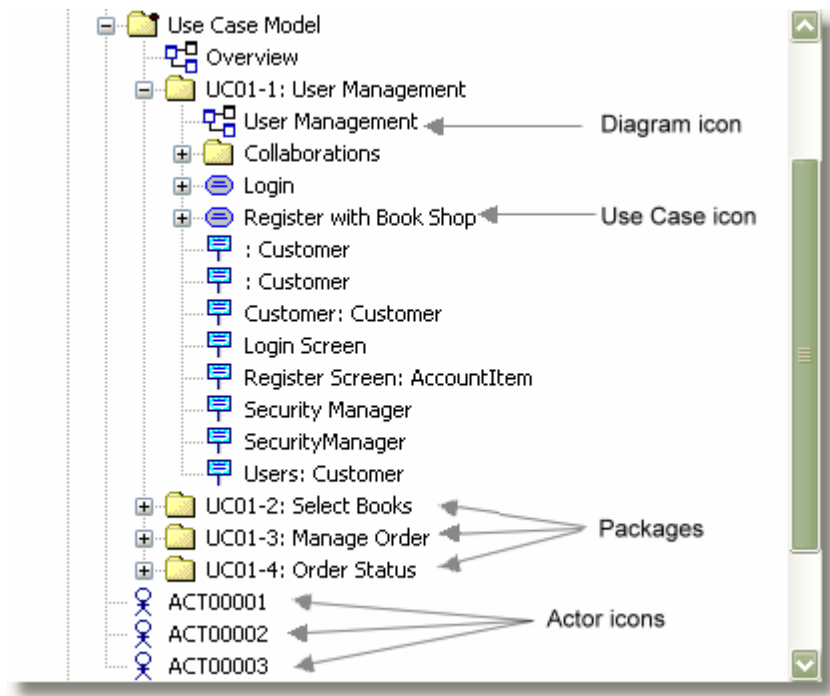 Use Case Model
Overview
UC01-1: User Management
User Management
Diagram icon
Collaborations
Login
Register with Book Shop
Use Case icon
: Customer
: Customer
Customer: Customer
Login Screen
Register Screen: AccountItem
Security Manager
SecurityManager
Users: Customer
UC01-2: Select Books
UC01-3: Manage Order
Packages
UC01-4: Order Status
ACT00001
Actor icons
ACT00002
ACT00003